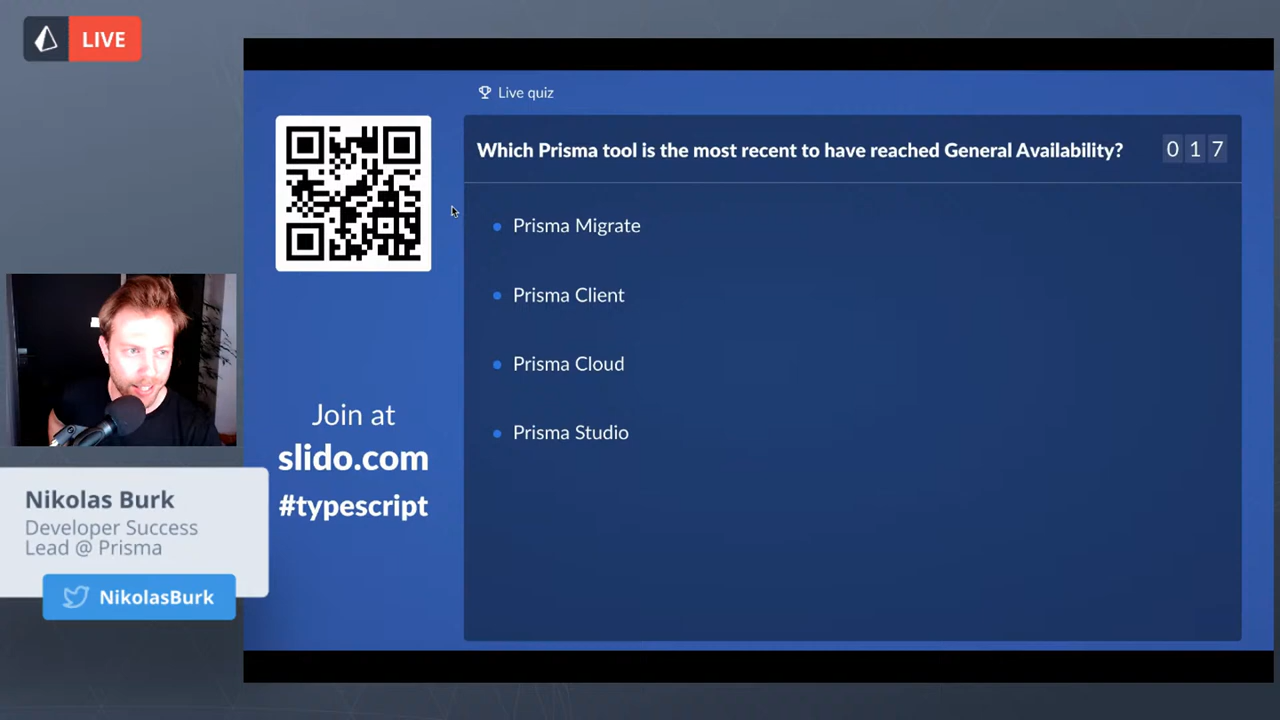 LIVE
Live quiz
Which Prisma tool is the most recent to have reached General Availability?
0 1 7
Prisma Migrate
Prisma Client
Prisma Cloud
Prisma Studio
Join at
slido.com
#typescript
Nikolas Burk
Developer Success
Lead @ Prisma
NikolasBurk